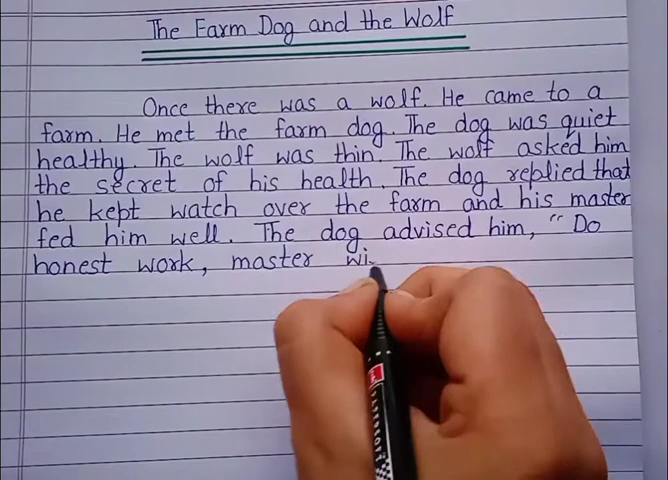 The Farm Dog and the Wolf
Once there was a wolf. He came to a
farm. He met the farm dog. The dog was quiet
healthy. The wolf was thin. The wolf asked him
the secret of his health. The dog replied that
he kept watch over the farm and his master
fed him well. The dog advised him, “Do
honest work, master wi